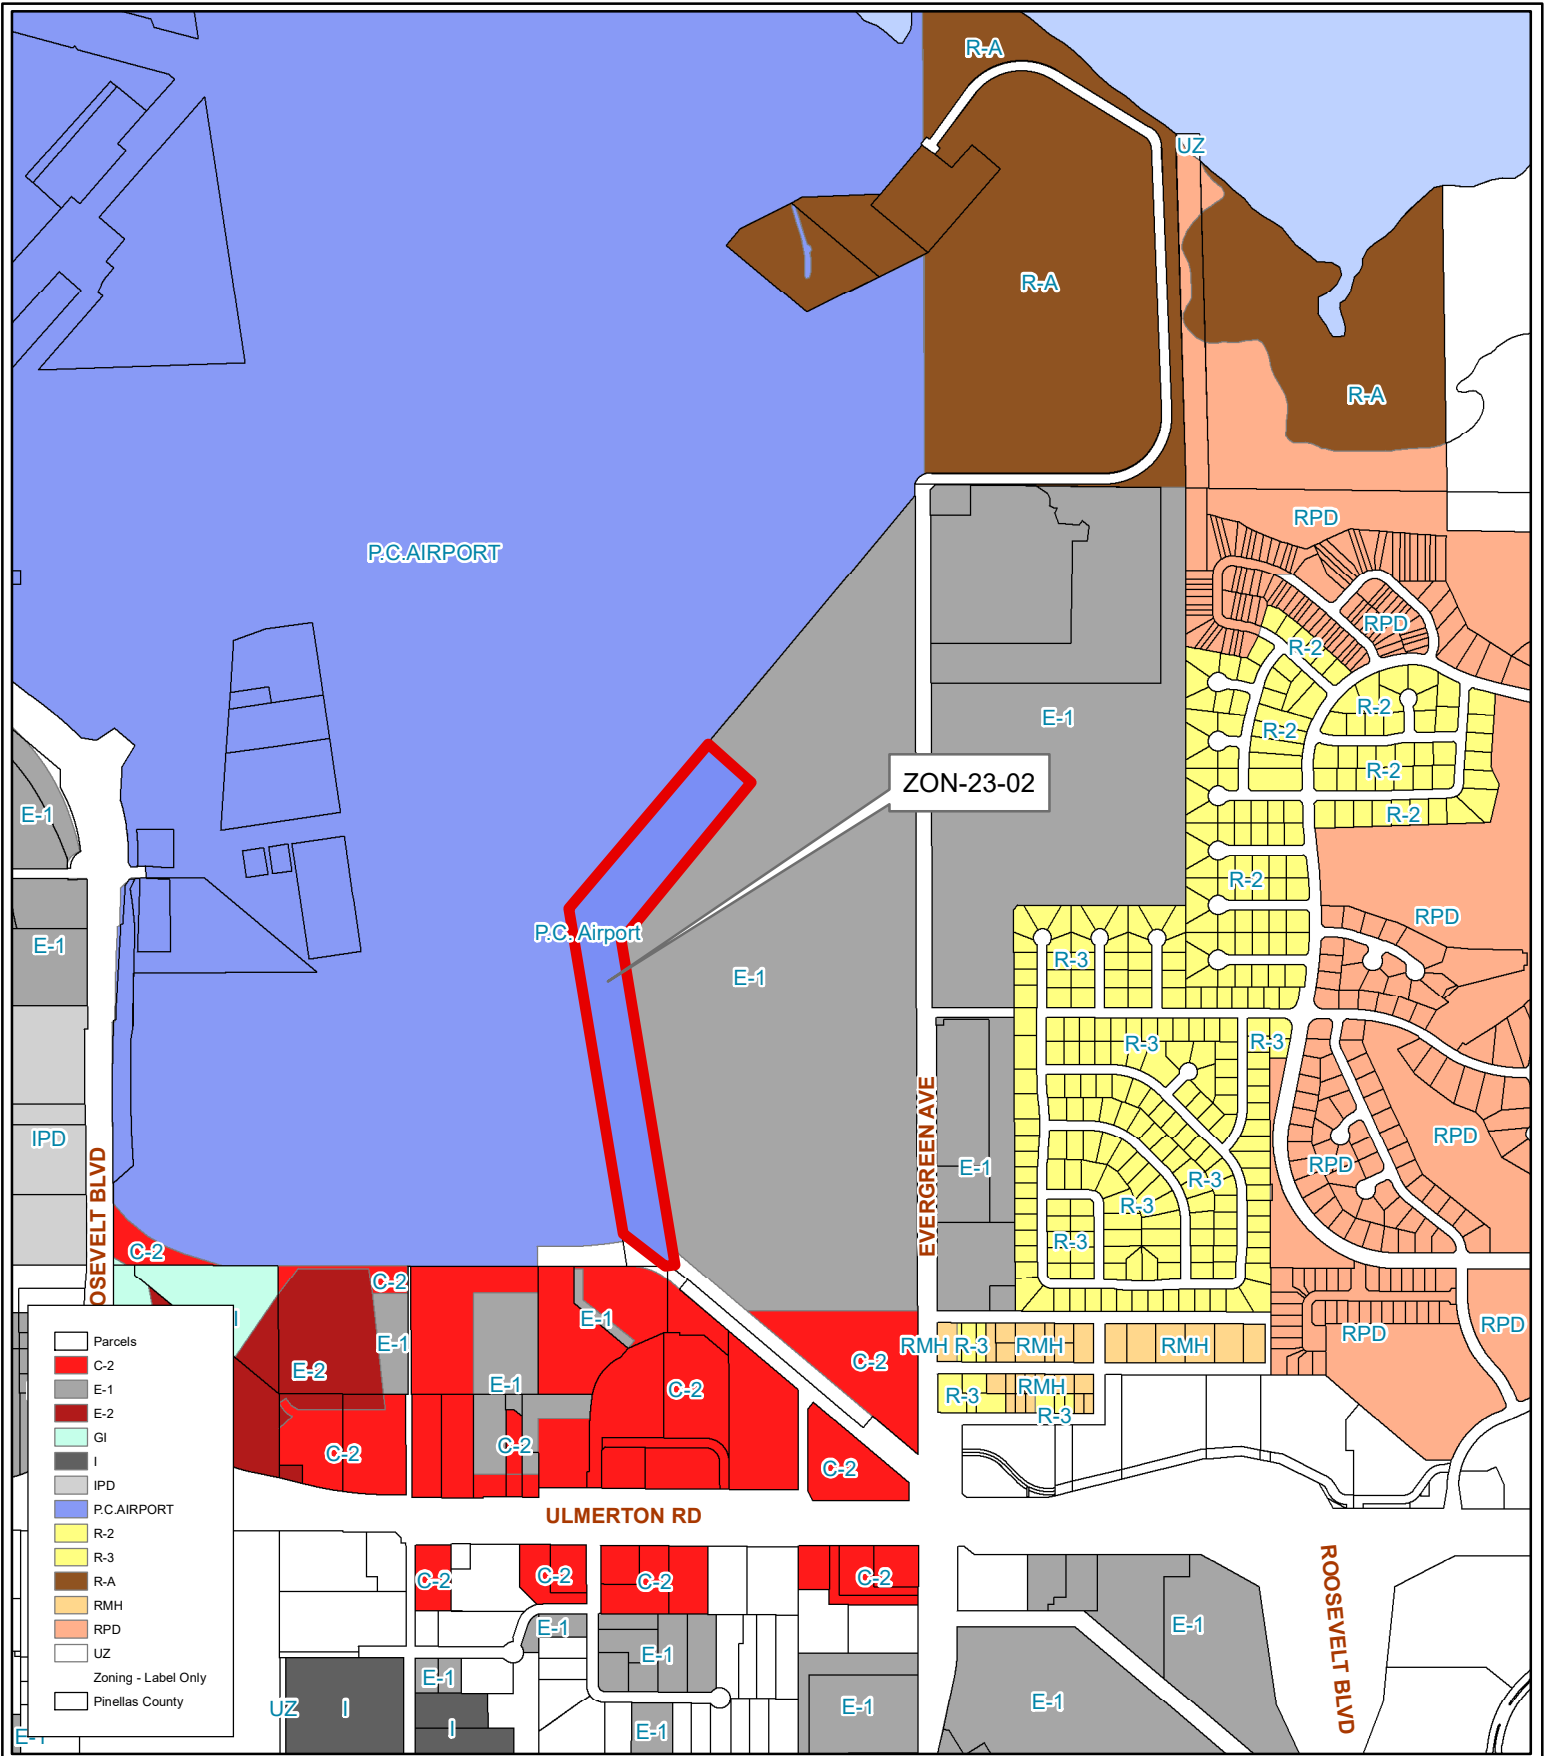 R-A
UZ
R-A
R-A
RPD
P.C.AIRPORT
RPD
R-2
R-2
E-1
R-2
R-2
ZON-23-02
E-1
R-2
R-2
RPD
P.C. Airport
E-1
R-3
E-1
R-3
R-3
IPD
RPD
EVERGREEN AVE
E-1
RPD
R-3
R-3
OSEVELT BLVD
R-3
C-2
C-2
I
E-1
E-1
RMH
R-3
RMH
RMH
RPD
RPD
E-2
C-2
E-1
C-2
RMH
R-3
R-3
C-2
C-2
C-2
ULMERTON RD
Parcels
C-2
E-1
E-2
GI
I
IPD
P.C.AIRPORT
R-2
R-3
R-A
RMH
RPD
UZ
Zoning - Label Only
Pinellas County
C-2
C-2
C-2
C-2
E-1
E-1
E-1
ROOSEVELT BLVD
E-1
UZ
I
I
E-1
E-1
E-1
E-1